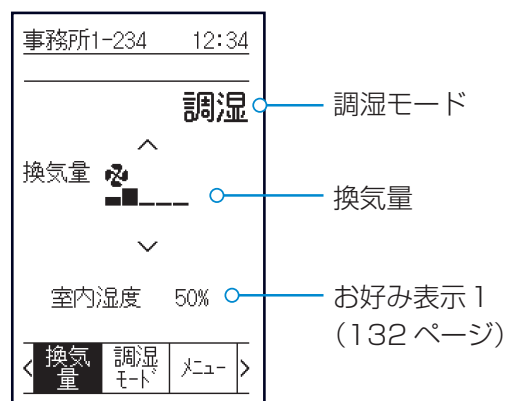 事務所1-234 12:34
調湿
調湿モード
換気量
換気量
室内湿度 50%
お好み表示1
(132 ページ)
< 換気量 調湿モード メニュー >